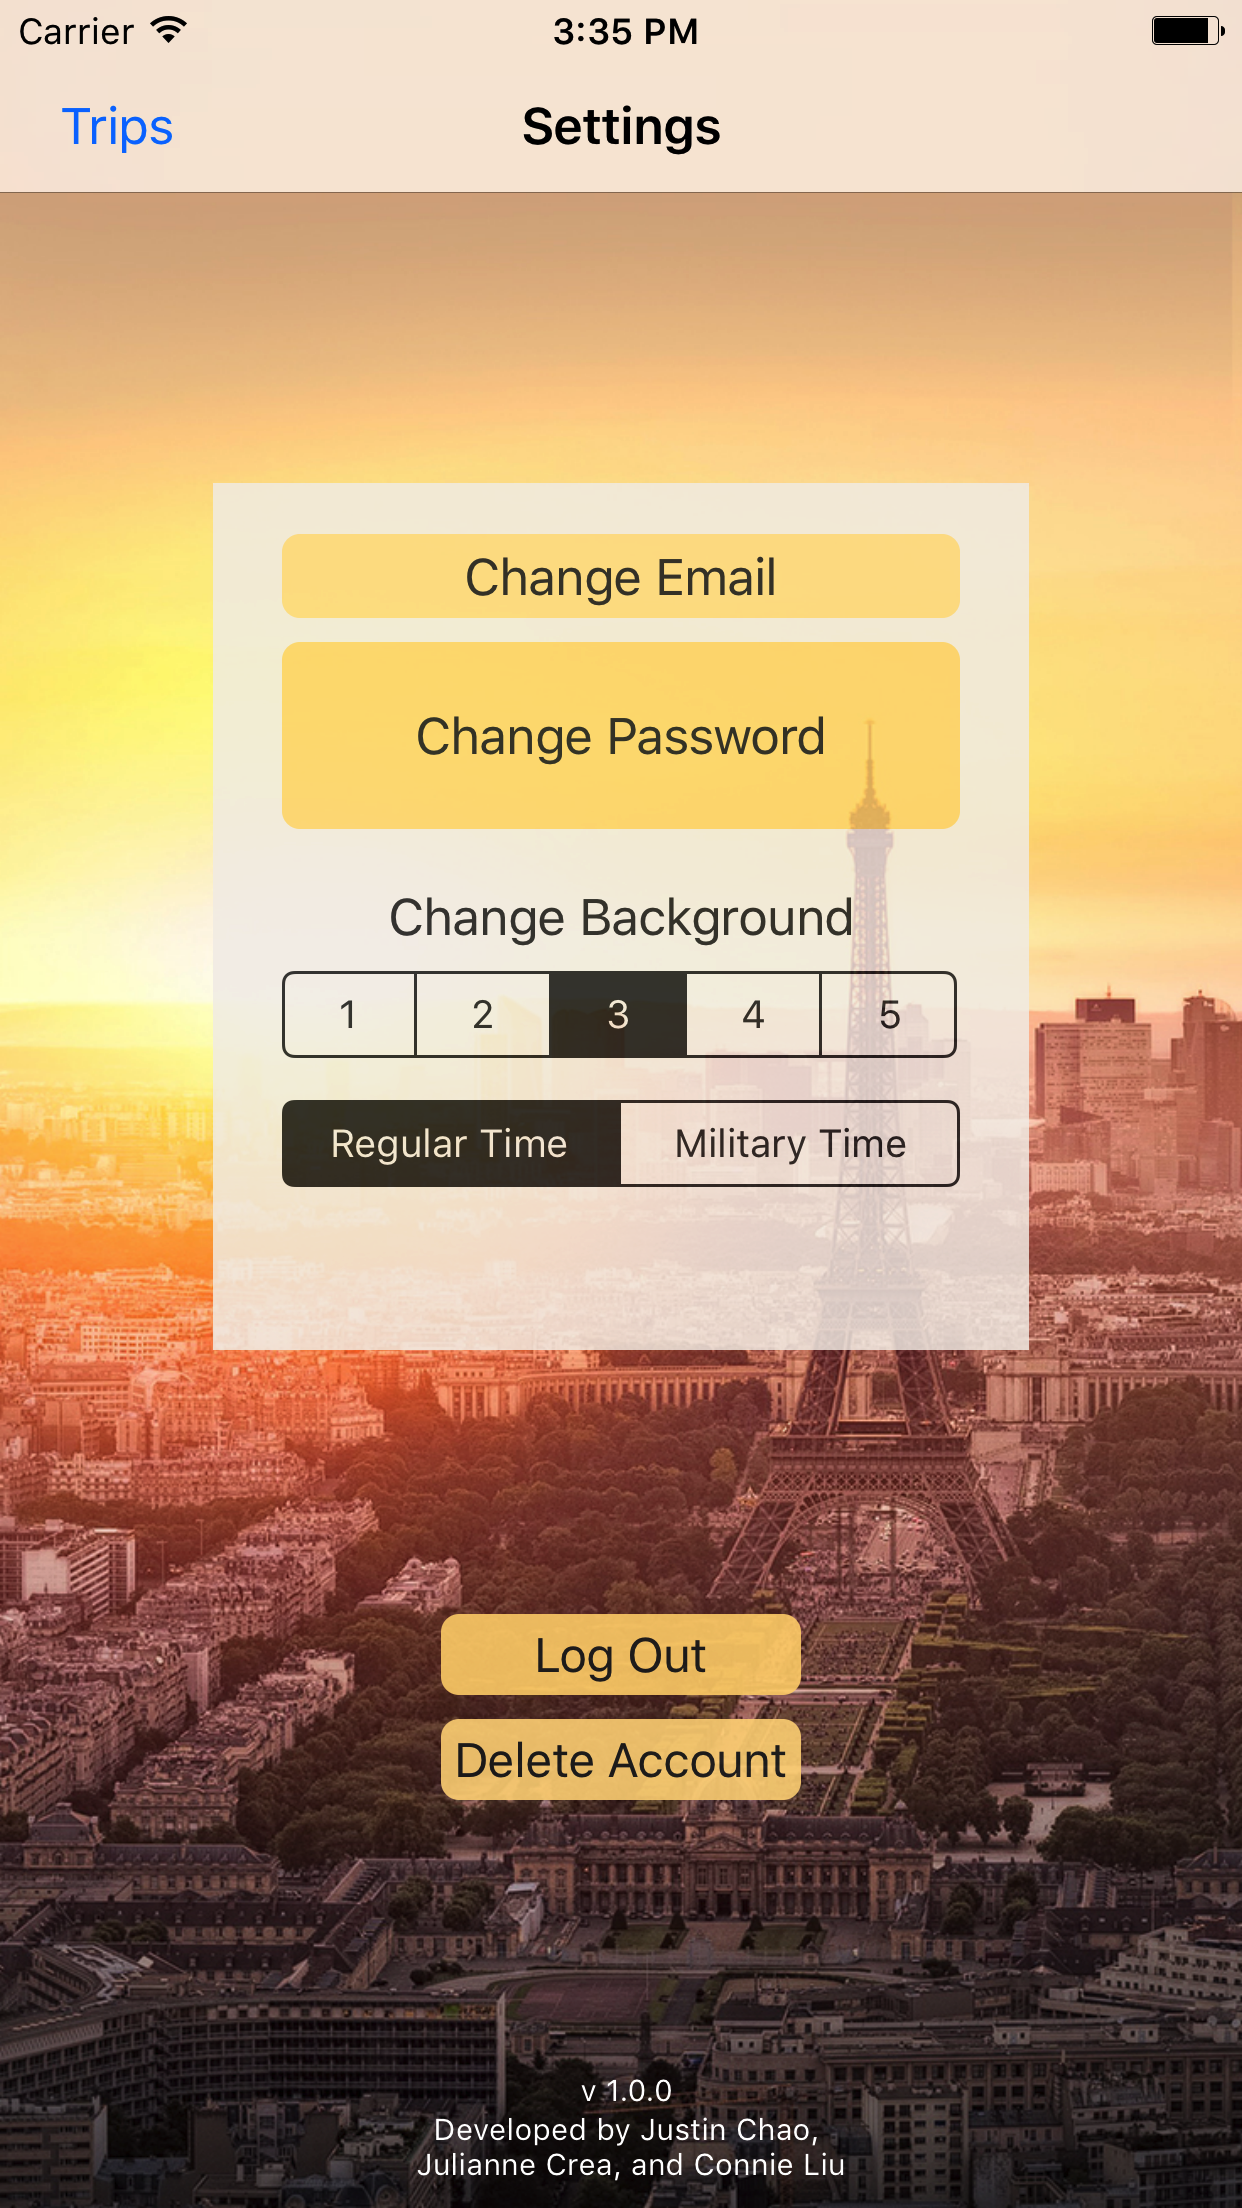 Carrier 3:35 PM
Trips Settings
Change Email
Change Password
Change Background
1 2 3 4 5
Regular Time Military Time
Log Out
Delete Account
v 1.0.0
Developed by Justin Chao,
Julianne Crea, and Connie Liu